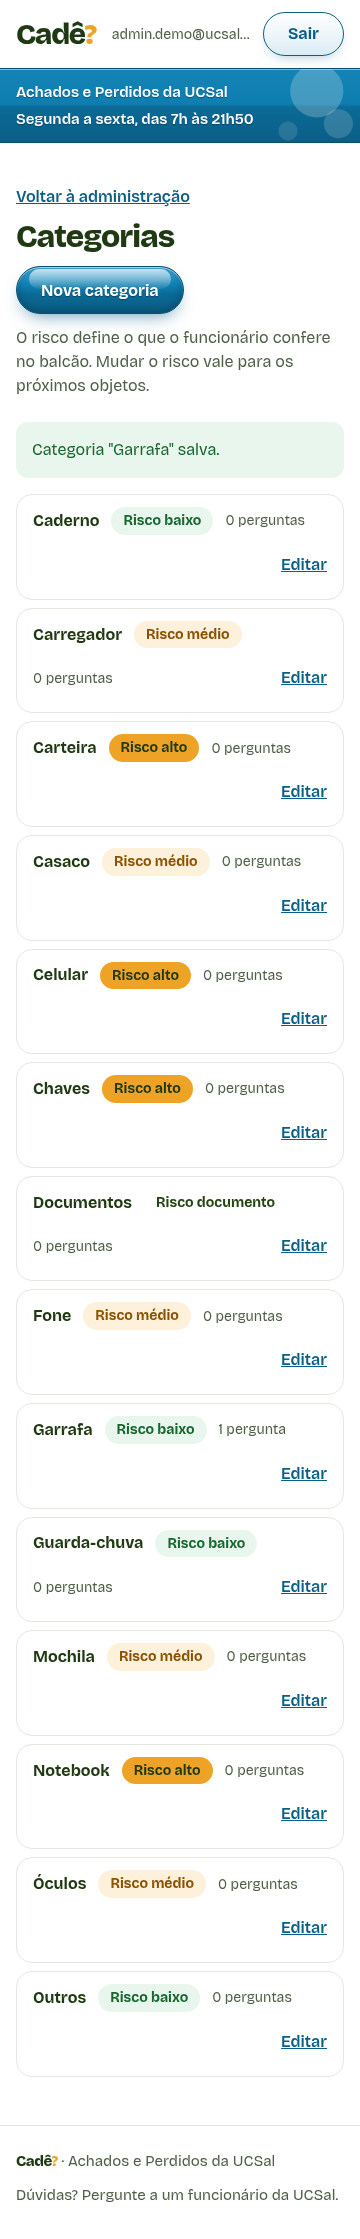 Cadê? admin.demo@ucsal... Sair
Achados e Perdidos da UCSal
Segunda a sexta, das 7h às 21h50
Voltar à administração
Categorias
Nova categoria
O risco define o que o funcionário confere
no balcão. Mudar o risco vale para os
próximos objetos.
Categoria "Garrafa" salva.
Caderno Risco baixo 0 perguntas
Editar
Carregador Risco médio
0 perguntas Editar
Carteira Risco alto 0 perguntas
Editar
Casaco Risco médio 0 perguntas
Editar
Celular Risco alto 0 perguntas
Editar
Chaves Risco alto 0 perguntas
Editar
Documentos Risco documento
0 perguntas Editar
Fone Risco médio 0 perguntas
Editar
Garrafa Risco baixo 1 pergunta
Editar
Guarda-chuva Risco baixo
0 perguntas Editar
Mochila Risco médio 0 perguntas
Editar
Notebook Risco alto 0 perguntas
Editar
Óculos Risco médio 0 perguntas
Editar
Outros Risco baixo 0 perguntas
Editar
Cadê? · Achados e Perdidos da UCSal
Dúvidas? Pergunte a um funcionário da UCSal.